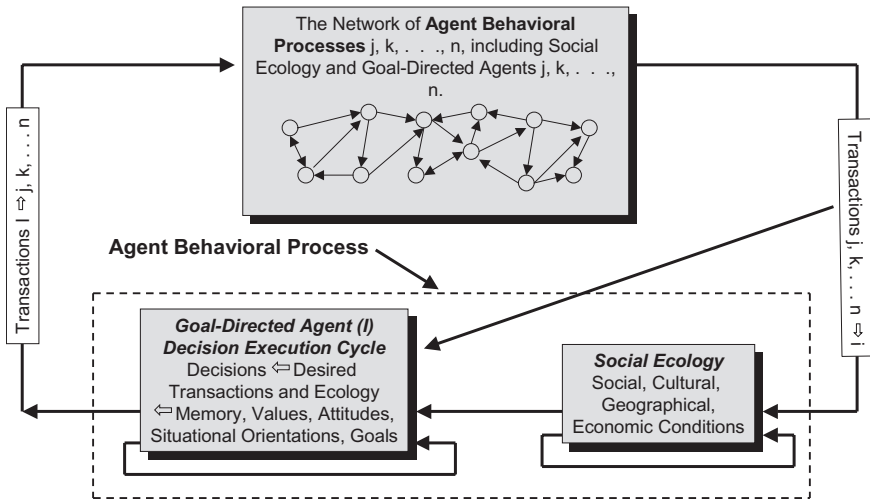 The Network of Agent Behavioral
Processes j, k, . . . ., n, including Social
Ecology and Goal-Directed Agents j, k, . . . .,
n.
Transactions I ⇨ j, k, . . . n
Transactions j, k, . . . n ⇨ i
Agent Behavioral Process
Goal-Directed Agent (I)
Decision Execution Cycle
Decisions ⇦ Desired
Transactions and Ecology
⇦ Memory, Values, Attitudes,
Situational Orientations, Goals
Social Ecology
Social, Cultural,
Geographical,
Economic Conditions